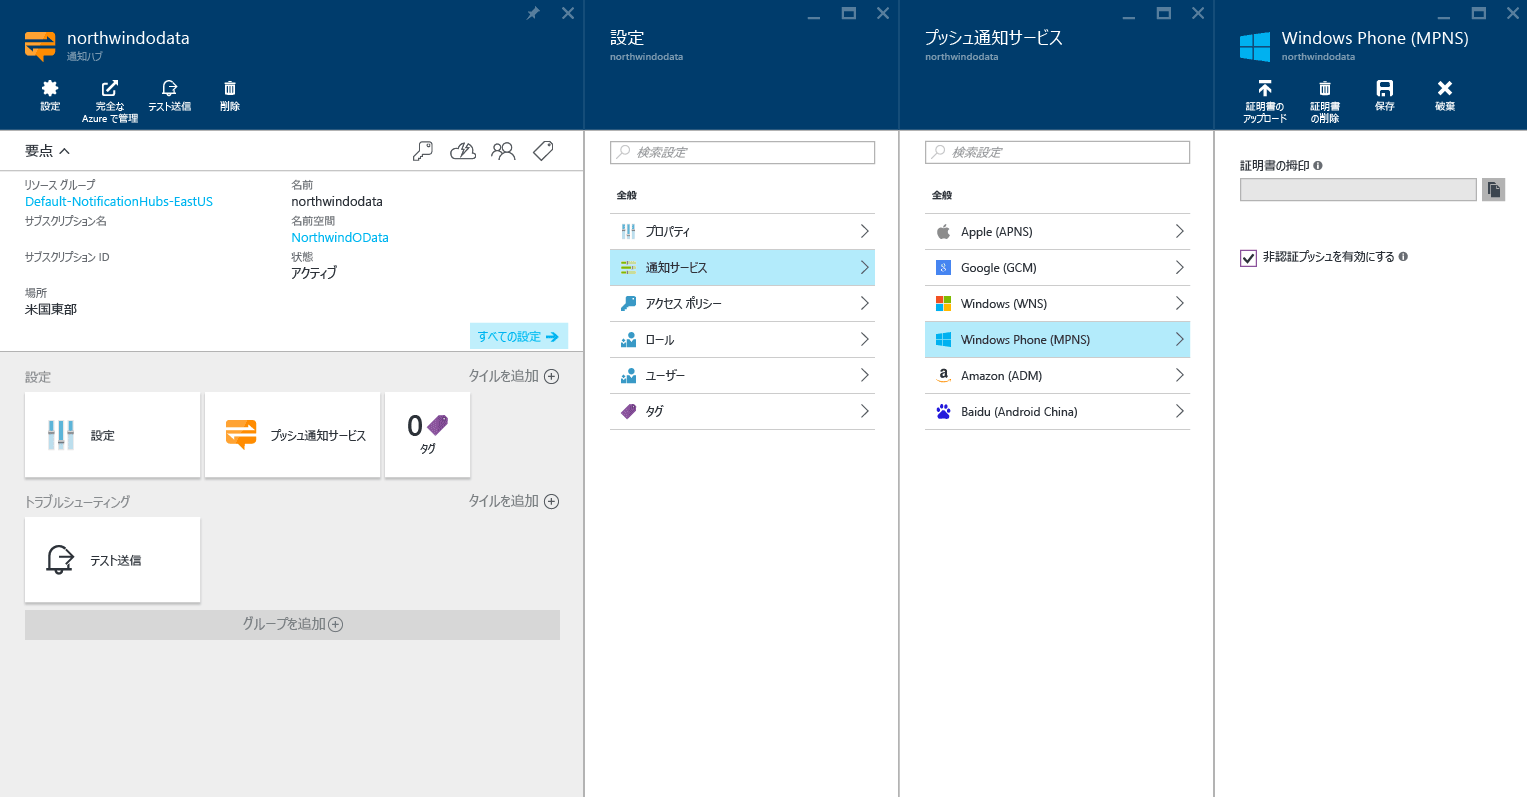 northwindodata
通知ハブ
設定
完全な
Azure で管理
テスト送信
削除
要点
リソース グループ
Default-NotificationHubs-EastUS
サブスクリプション名
サブスクリプション ID
場所
米国東部
名前
northwindodata
名前空間
NorthwindOData
状態
アクティブ
すべての設定
設定
タイルを追加
設定
プッシュ通知サービス
0
タグ
トラブルシューティング
タイルを追加
テスト送信
グループを追加
設定
northwindodata
検索設定
全般
プロパティ
通知サービス
アクセス ポリシー
ロール
ユーザー
タグ
プッシュ通知サービス
northwindodata
検索設定
全般
Apple (APNS)
Google (GCM)
Windows (WNS)
Windows Phone (MPNS)
Amazon (ADM)
Baidu (Android China)
Windows Phone (MPNS)
northwindodata
証明書の
アップロード
証明書
の削除
保存
破棄
証明書の拇印
非認証プッシュを有効にする